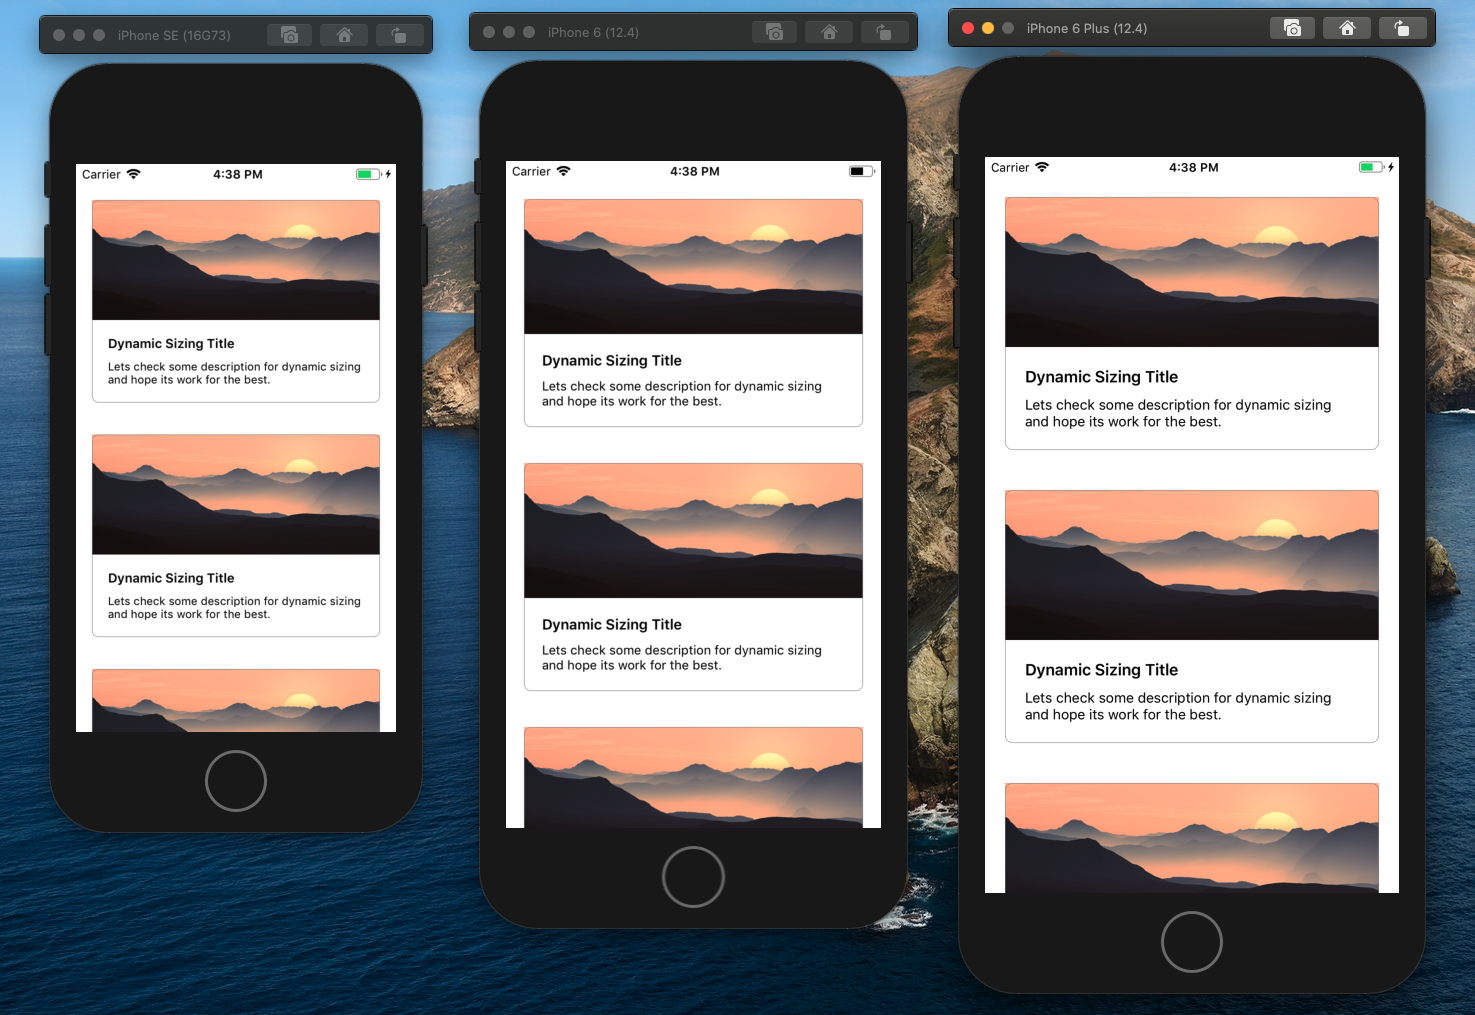 iPhone SE (16G73)
Carrier 4:38 PM
Dynamic Sizing Title
Lets check some description for dynamic sizing
and hope its work for the best.
Dynamic Sizing Title
Lets check some description for dynamic sizing
and hope its work for the best.
iPhone 6 (12.4)
Carrier 4:38 PM
Dynamic Sizing Title
Lets check some description for dynamic sizing
and hope its work for the best.
Dynamic Sizing Title
Lets check some description for dynamic sizing
and hope its work for the best.
iPhone 6 Plus (12.4)
Carrier 4:38 PM
Dynamic Sizing Title
Lets check some description for dynamic sizing
and hope its work for the best.
Dynamic Sizing Title
Lets check some description for dynamic sizing
and hope its work for the best.